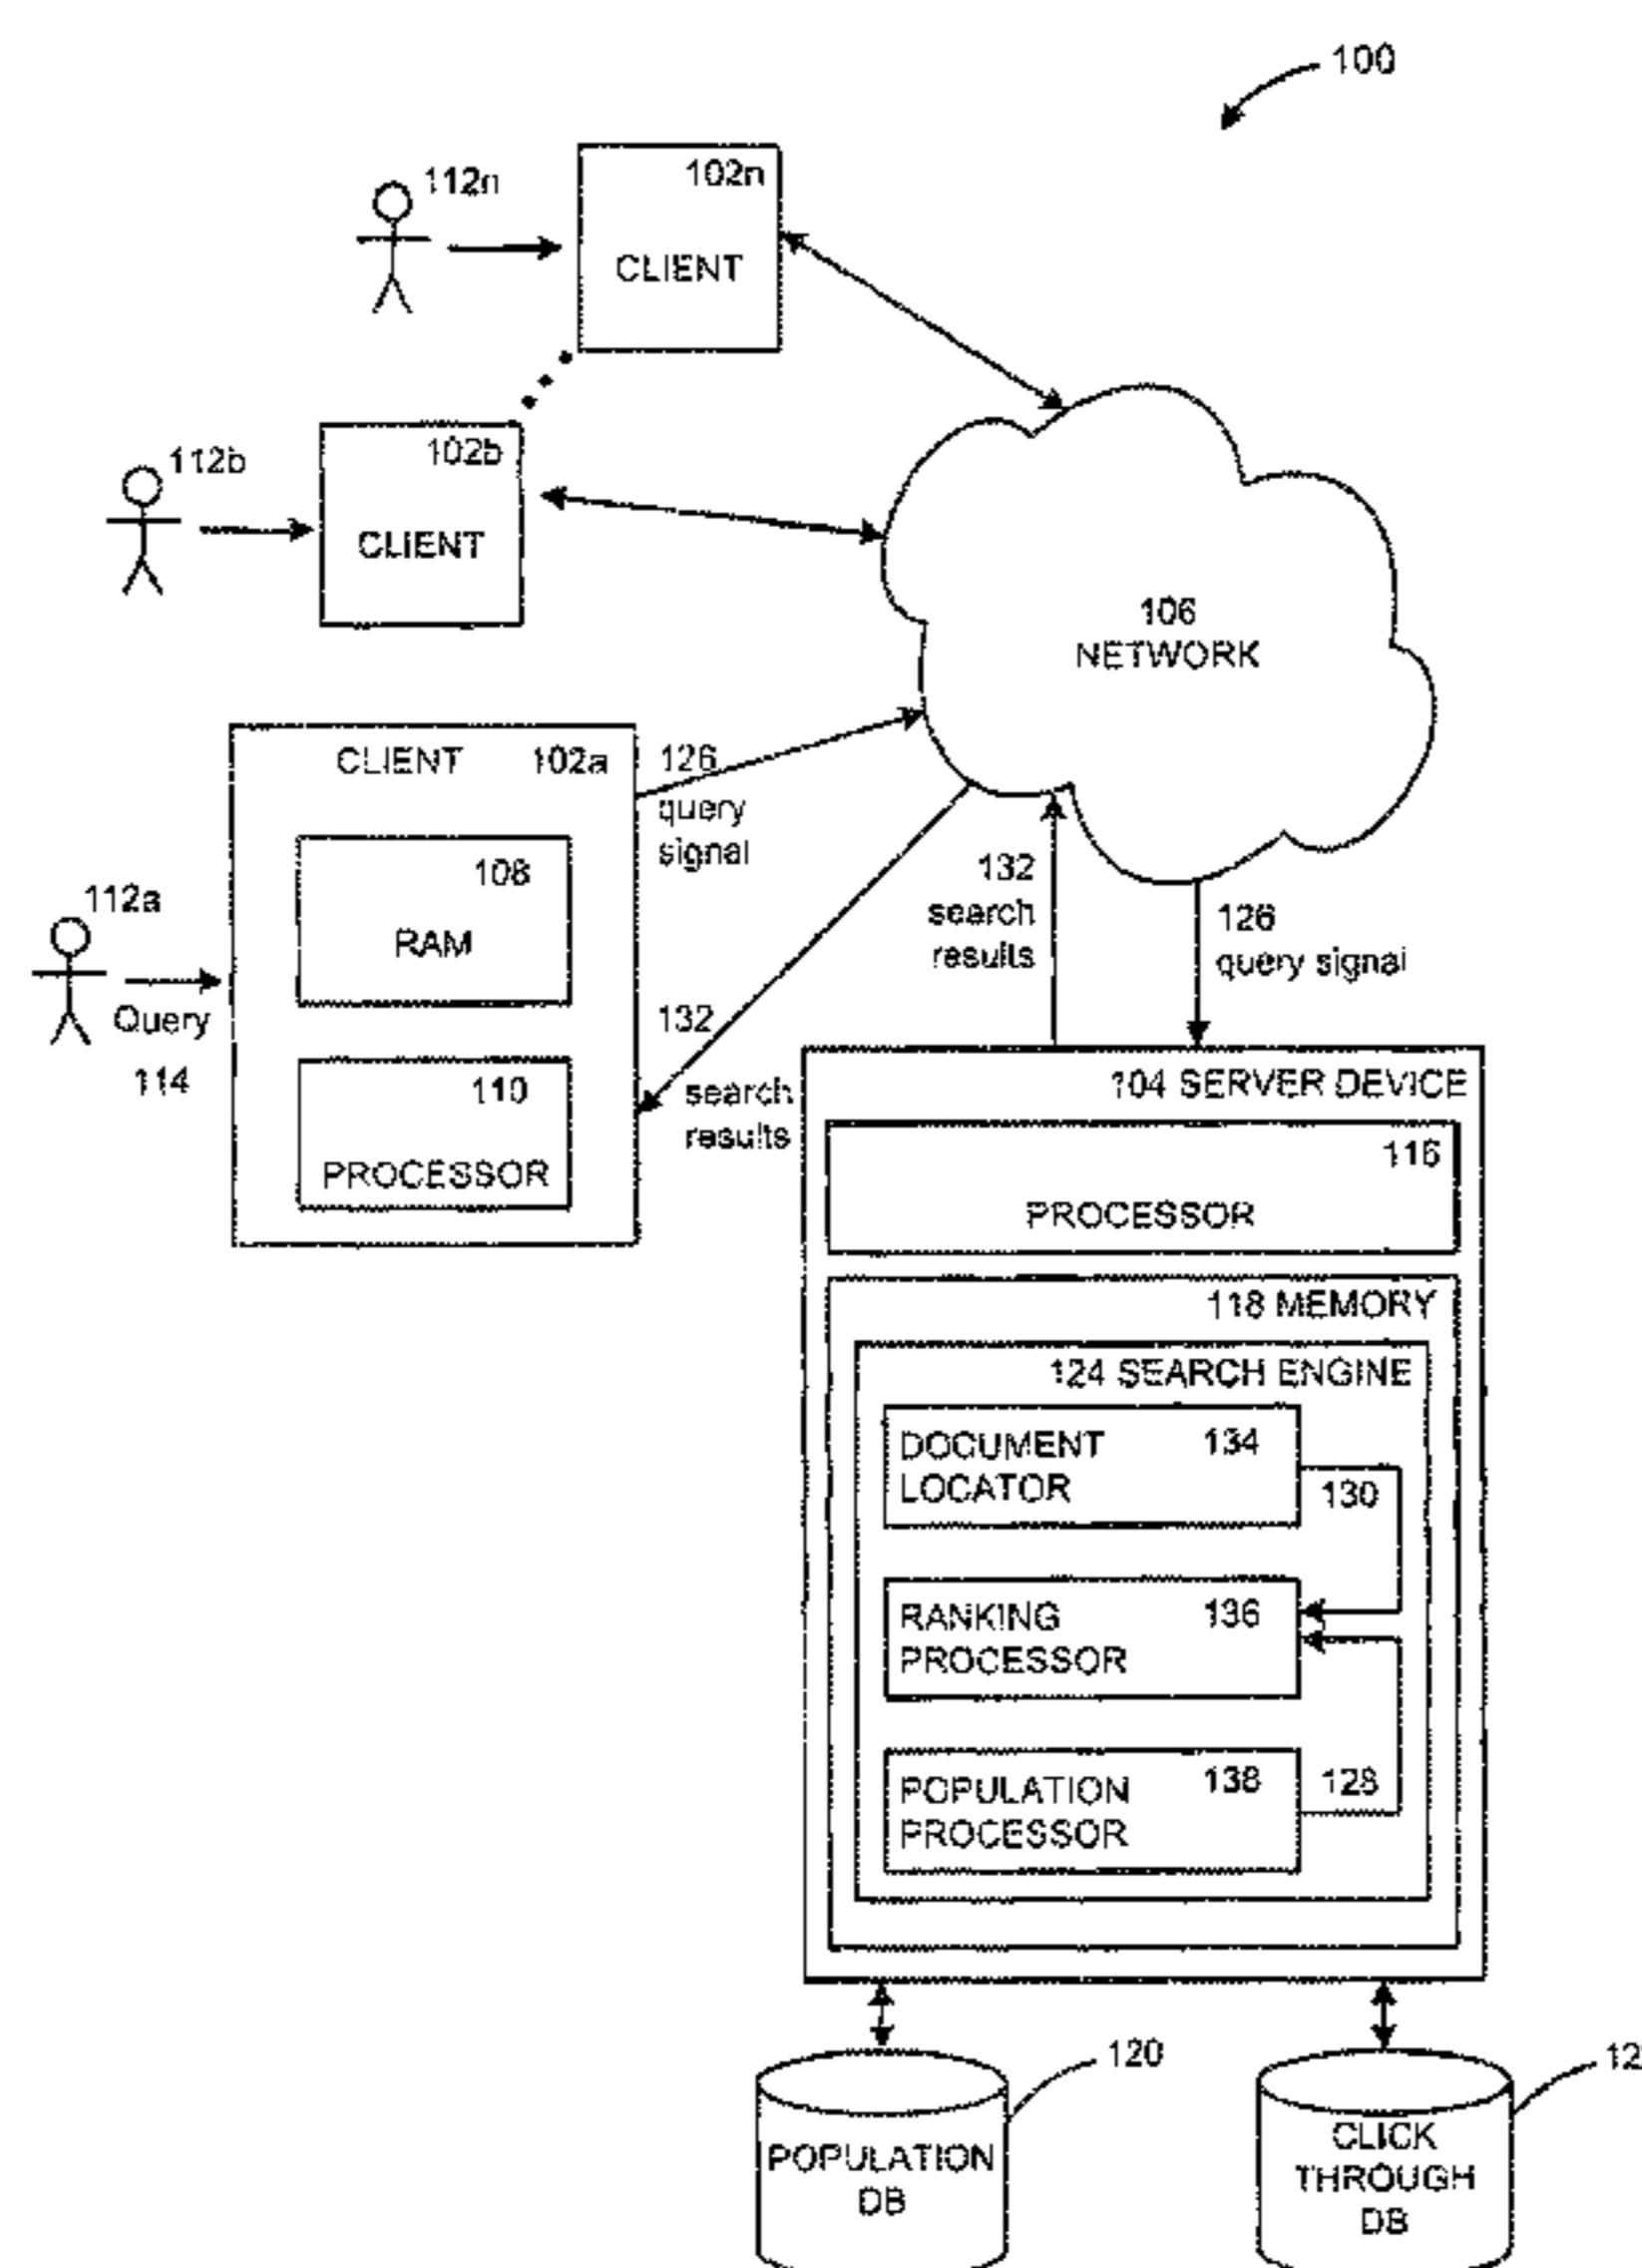 100
112n
102n
CLIENT
112b
102b
CLIENT
106
NETWORK
CLIENT 102a
126
query
signal
108
RAM
112a
Query
114
132
search
results
126
query signal
132
search
results
110
PROCESSOR
104 SERVER DEVICE
116
PROCESSOR
118 MEMORY
124 SEARCH ENGINE
DOCUMENT 134
LOCATOR
130
RANKING 136
PROCESSOR
POPULATION 138
PROCESSOR
128
120
POPULATION
DB
CLICK
THROUGH
DB